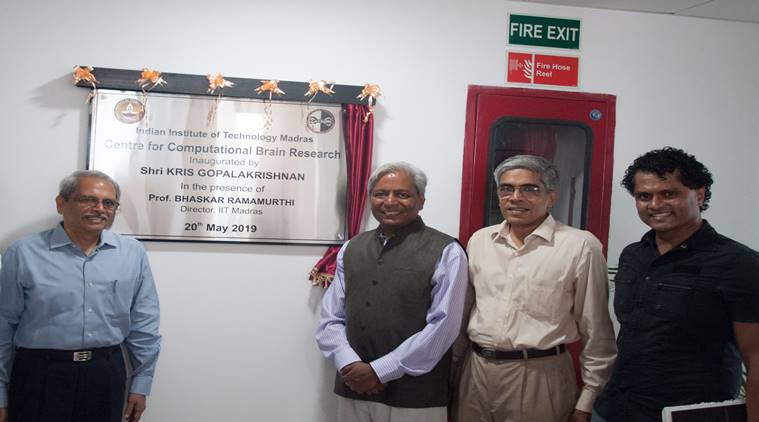 FIRE EXIT
Fire Hose
Reel
Indian Institute of Technology Madras
Centre for Computational Brain Research
Inaugurated by
Shri KRIS GOPALAKRISHNAN
In the presence of
Prof. BHASKAR RAMAMURTHI
Director, IIT Madras
20th May 2019